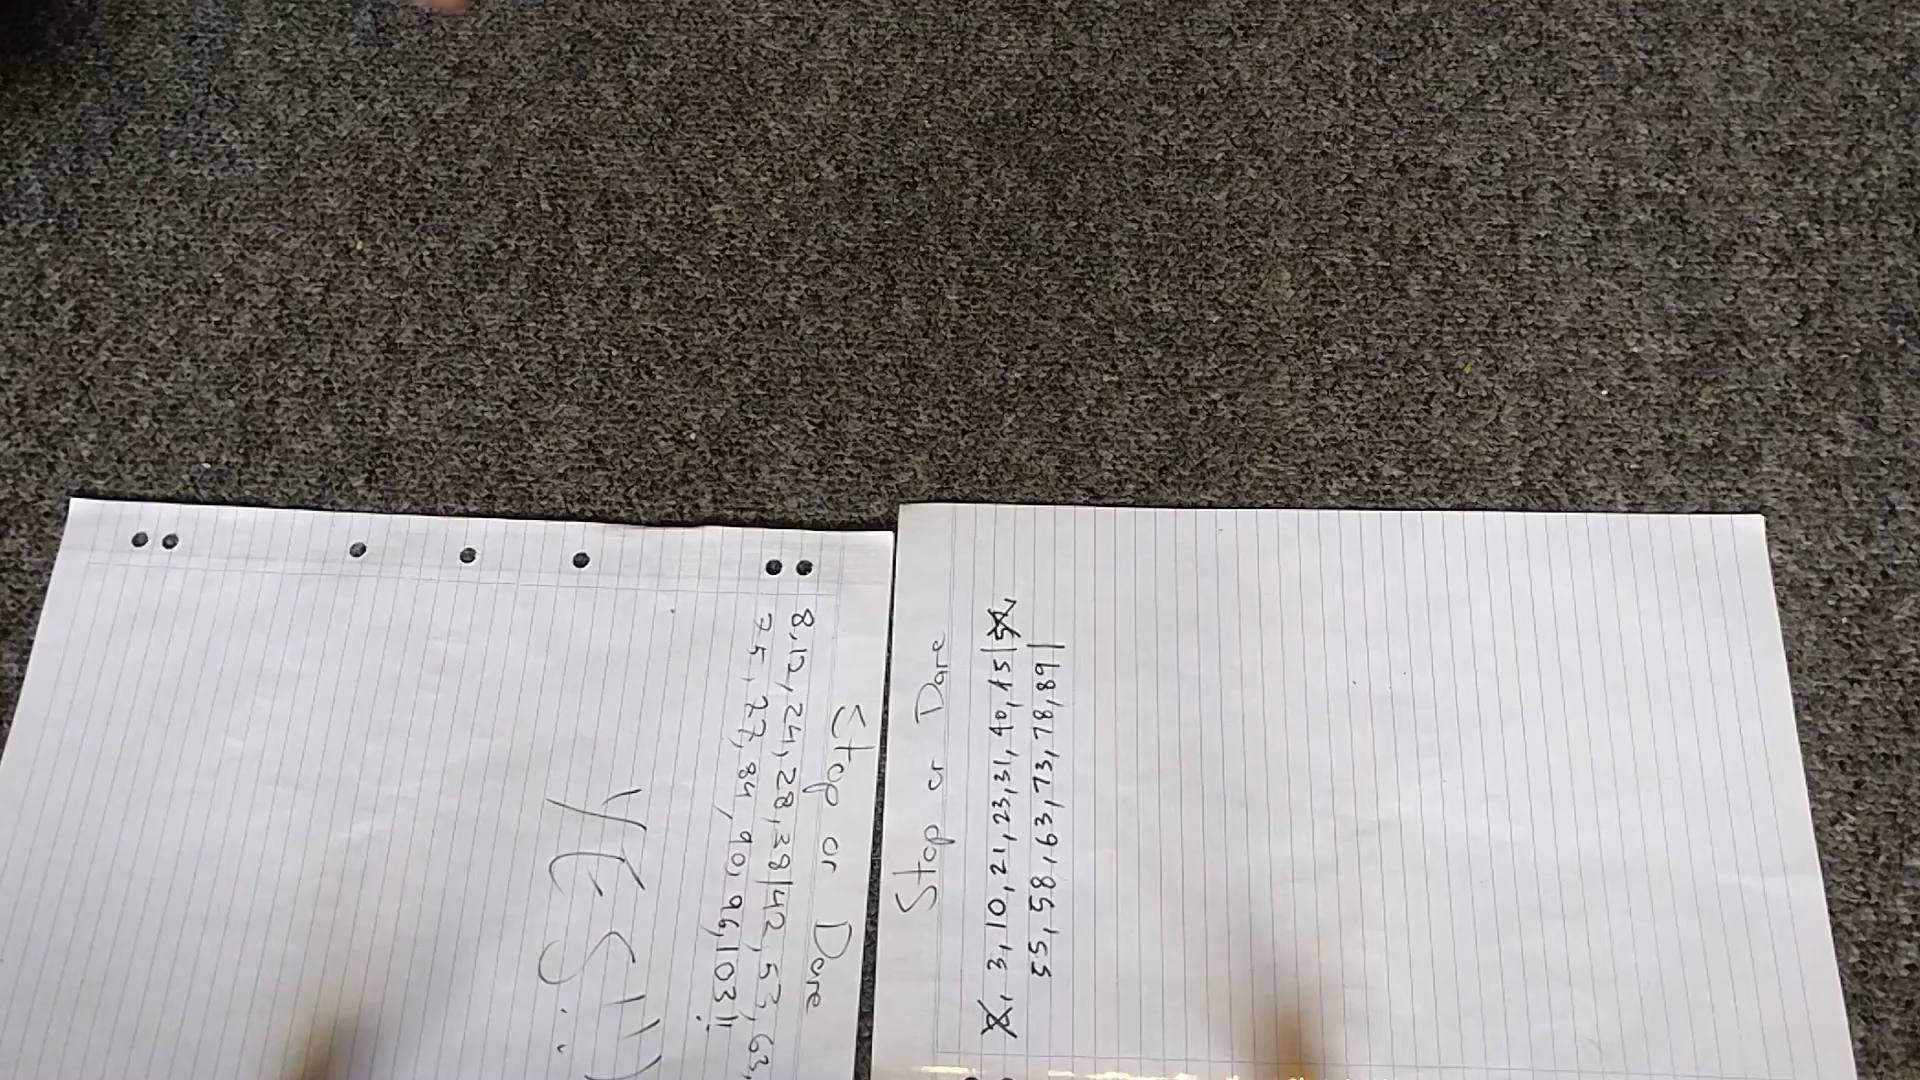 Stop or Dare
8,12,24,28,38|42,53,63,
75,77,84,90,96,103!!
YES!!!
Stop or Dare
3,10,21,23,31,40,45|
55,58,63,73,78,89|